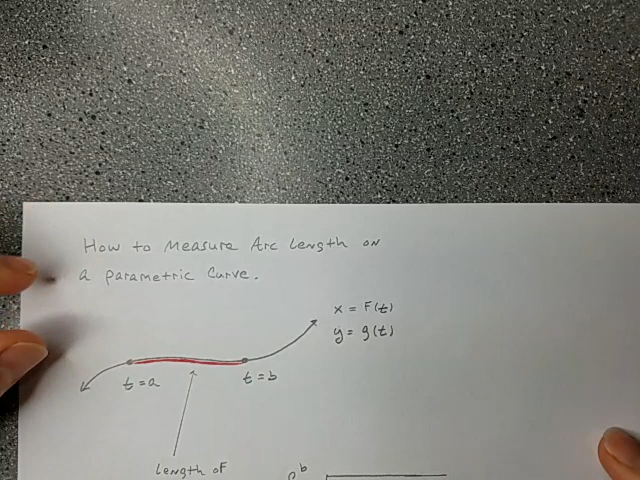 How to Measure Arc Length on
a parametric Curve.
x = F(t)
y = g(t)
t = a
t = b
Length of
b